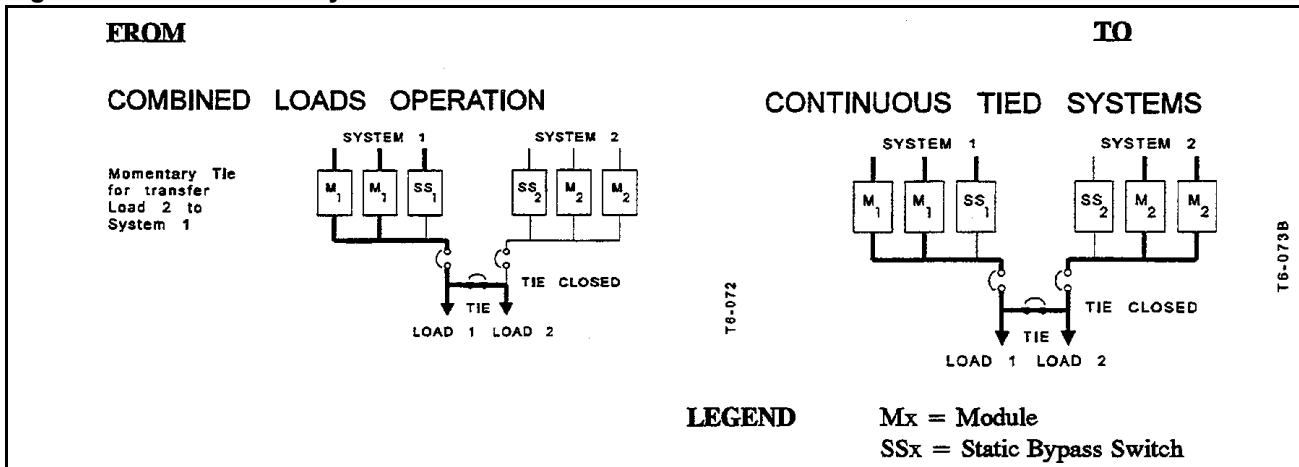 FROM
TO
COMBINED LOADS OPERATION
CONTINUOUS TIED SYSTEMS
SYSTEM 1
SYSTEM 2
Momentary Tie
for transfer
Load 2 to
System 1
M1
M1
SS1
SS2
M2
M2
TIE CLOSED
TIE
LOAD 1 LOAD 2
T6-072
SYSTEM 1
SYSTEM 2
M1
M1
SS1
SS2
M2
M2
TIE CLOSED
TIE
LOAD 1 LOAD 2
T6-073B
LEGEND
Mx = Module
SSx = Static Bypass Switch